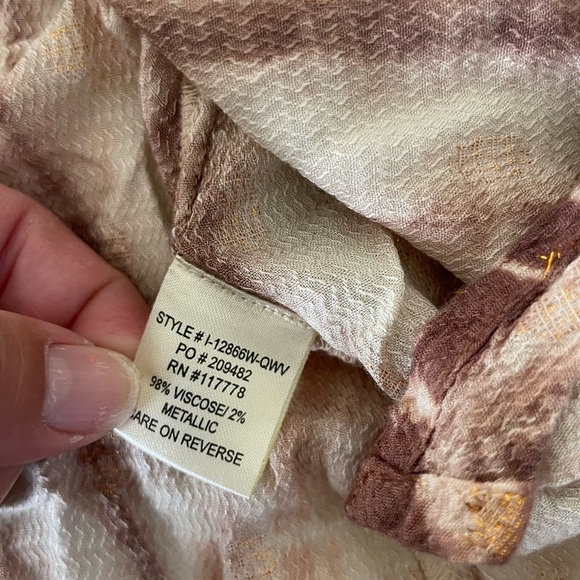 STYLE # I-12866W-QWV
PO # 209482
RN #117778
98% VISCOSE/ 2%
METALLIC
CARE ON REVERSE